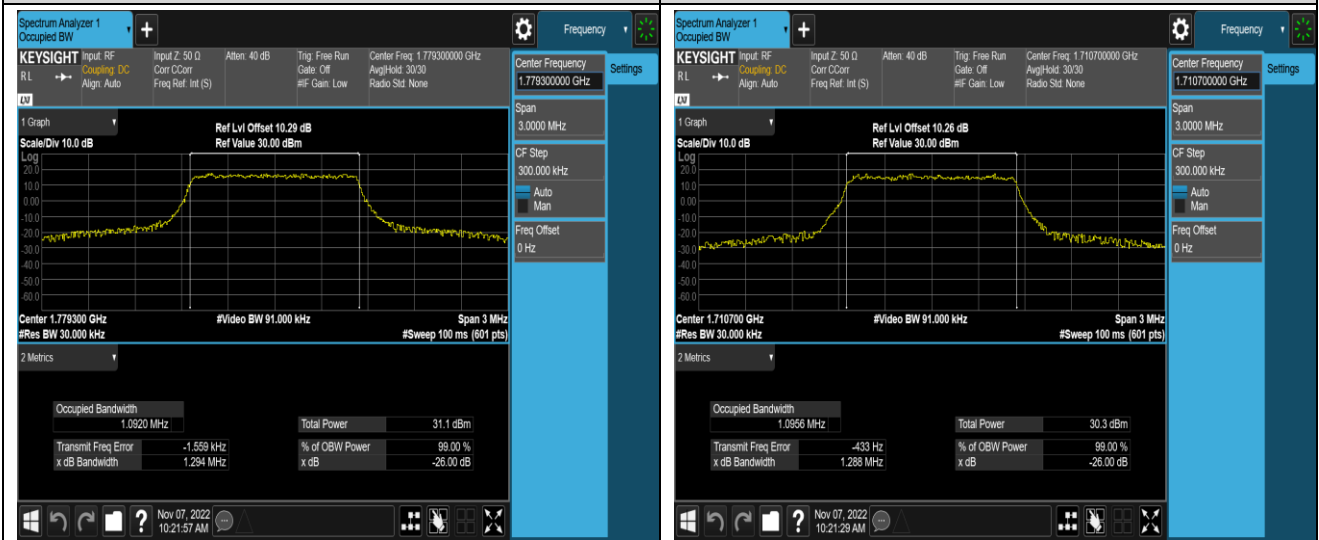 Spectrum Analyzer 1
Occupied BW
Frequency
KEYSIGHT Input: RF
Coupling: DC
Align: Auto
R L
LXI
Input Z: 50 Ω
Corr CCorr
Freq Ref: Int (S)
Atten: 40 dB
Trig: Free Run
Gate: Off
#IF Gain: Low
Center Freq: 1.779300000 GHz
Avg|Hold: 30/30
Radio Std: None
Center Frequency
1.779300000 GHz
Settings
Span
3.0000 MHz
CF Step
300.000 kHz
Auto
Man
Freq Offset
0 Hz
1 Graph
Ref Lvl Offset 10.29 dB
Scale/Div 10.0 dB
Ref Value 30.00 dBm
Log
20.0
10.0
0.00
-10.0
-20.0
-30.0
-40.0
-50.0
-60.0
Center 1.779300 GHz
#Video BW 91.000 kHz
Span 3 MHz
#Res BW 30.000 kHz
#Sweep 100 ms (601 pts)
2 Metrics
Occupied Bandwidth
1.0920 MHz
Total Power 31.1 dBm
Transmit Freq Error -1.559 kHz
% of OBW Power 99.00 %
x dB Bandwidth 1.294 MHz
x dB -26.00 dB
?
Nov 07, 2022
10:21:57 AM
Spectrum Analyzer 1
Occupied BW
Frequency
KEYSIGHT Input: RF
Coupling: DC
Align: Auto
R L
LXI
Input Z: 50 Ω
Corr CCorr
Freq Ref: Int (S)
Atten: 40 dB
Trig: Free Run
Gate: Off
#IF Gain: Low
Center Freq: 1.710700000 GHz
Avg|Hold: 30/30
Radio Std: None
Center Frequency
1.710700000 GHz
Settings
Span
3.0000 MHz
CF Step
300.000 kHz
Auto
Man
Freq Offset
0 Hz
1 Graph
Ref Lvl Offset 10.26 dB
Scale/Div 10.0 dB
Ref Value 30.00 dBm
Log
20.0
10.0
0.00
-10.0
-20.0
-30.0
-40.0
-50.0
-60.0
Center 1.710700 GHz
#Video BW 91.000 kHz
Span 3 MHz
#Res BW 30.000 kHz
#Sweep 100 ms (601 pts)
2 Metrics
Occupied Bandwidth
1.0956 MHz
Total Power 30.3 dBm
Transmit Freq Error -433 Hz
% of OBW Power 99.00 %
x dB Bandwidth 1.288 MHz
x dB -26.00 dB
?
Nov 07, 2022
10:21:29 AM